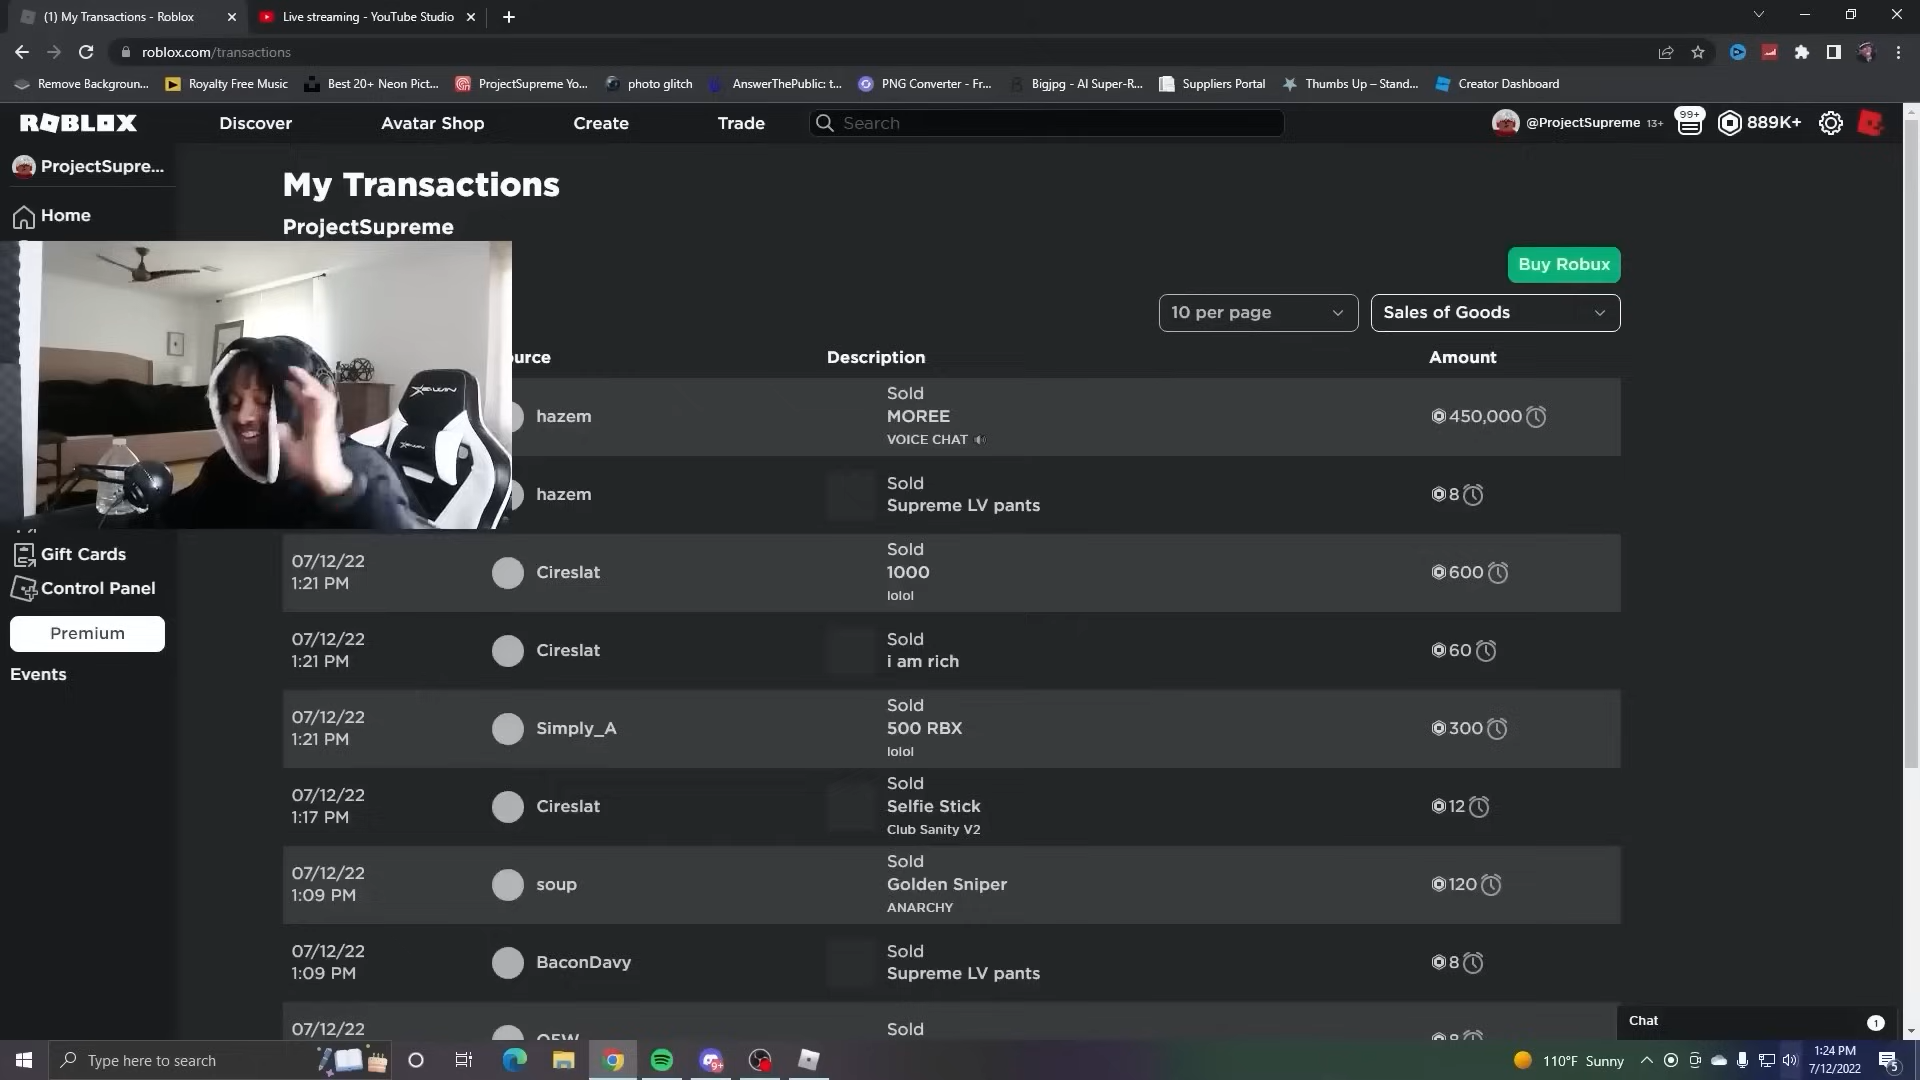 (1) My Transactions - Roblox
Live streaming - YouTube Studio
roblox.com/transactions
Remove Backgroun...
Royalty Free Music
Best 20+ Neon Pict...
ProjectSupreme Yo...
photo glitch
AnswerThePublic: t...
PNG Converter - Fr...
Bigjpg - AI Super-R...
Suppliers Portal
Thumbs Up – Stand...
Creator Dashboard
ROBLOX
Discover
Avatar Shop
Create
Trade
Search
@ProjectSupreme 13+
99+
889K+
ProjectSupre...
Home
Gift Cards
Control Panel
Premium
Events
My Transactions
ProjectSupreme
Buy Robux
10 per page
Sales of Goods
ource Description Amount
hazem
Sold
MOREE
VOICE CHAT
450,000
hazem
Sold
Supreme LV pants
8
07/12/22
1:21 PM
Cireslat
Sold
1000
lolol
600
07/12/22
1:21 PM
Cireslat
Sold
i am rich
60
07/12/22
1:21 PM
Simply_A
Sold
500 RBX
lolol
300
07/12/22
1:17 PM
Cireslat
Sold
Selfie Stick
Club Sanity V2
12
07/12/22
1:09 PM
soup
Sold
Golden Sniper
ANARCHY
120
07/12/22
1:09 PM
BaconDavy
Sold
Supreme LV pants
8
07/12/22
Sold
Chat
1
Type here to search
9+
110°F Sunny
1:24 PM
7/12/2022
5